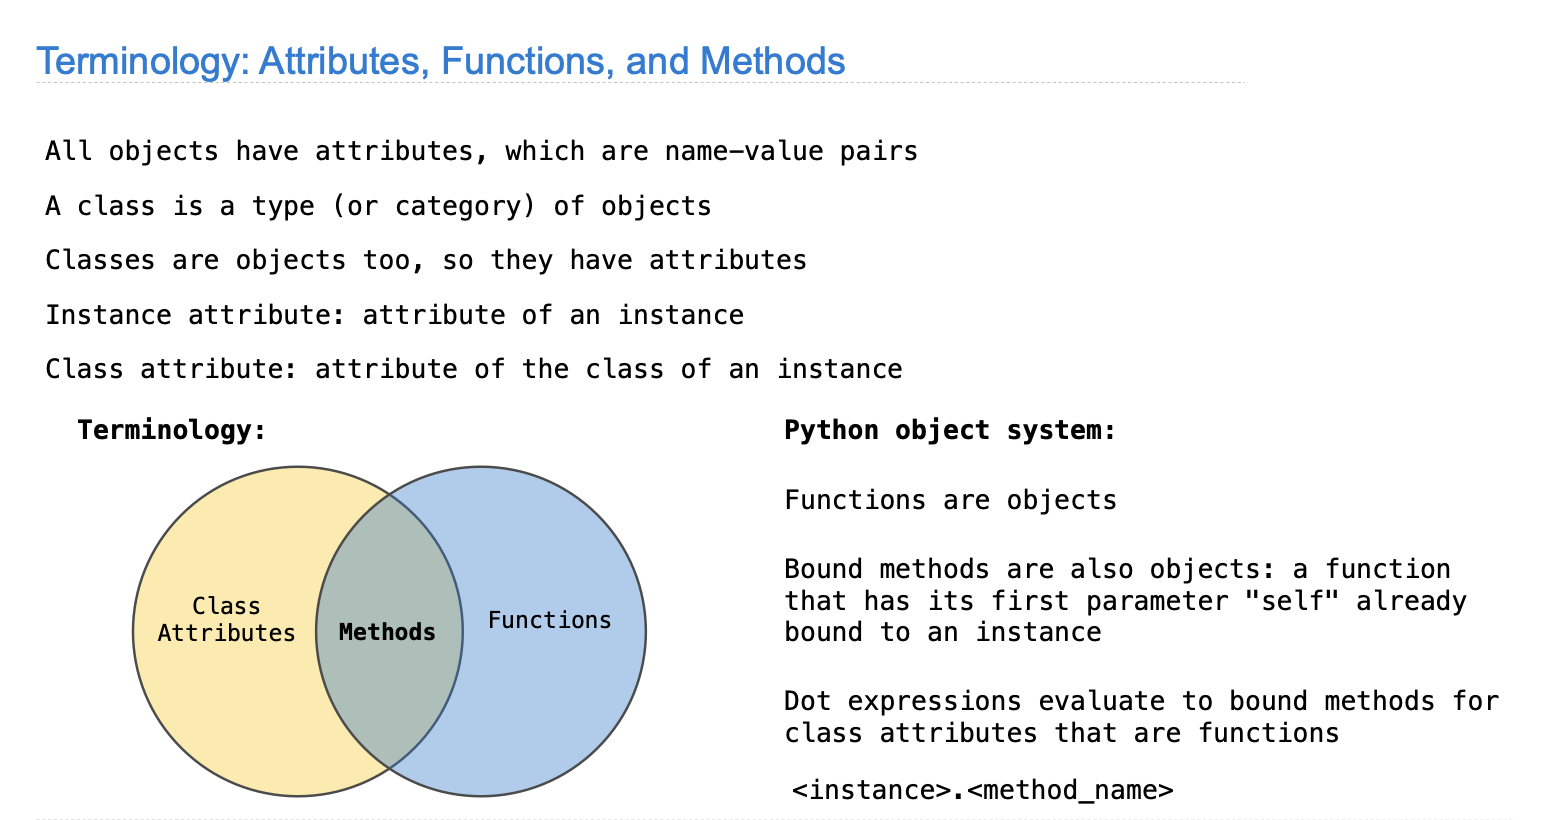 Terminology: Attributes, Functions, and Methods
All objects have attributes, which are name-value pairs
A class is a type (or category) of objects
Classes are objects too, so they have attributes
Instance attribute: attribute of an instance
Class attribute: attribute of the class of an instance
Terminology:
Class
Attributes
Methods
Functions
Python object system:
Functions are objects
Bound methods are also objects: a function
that has its first parameter "self" already
bound to an instance
Dot expressions evaluate to bound methods for
class attributes that are functions
<instance>.<method_name>